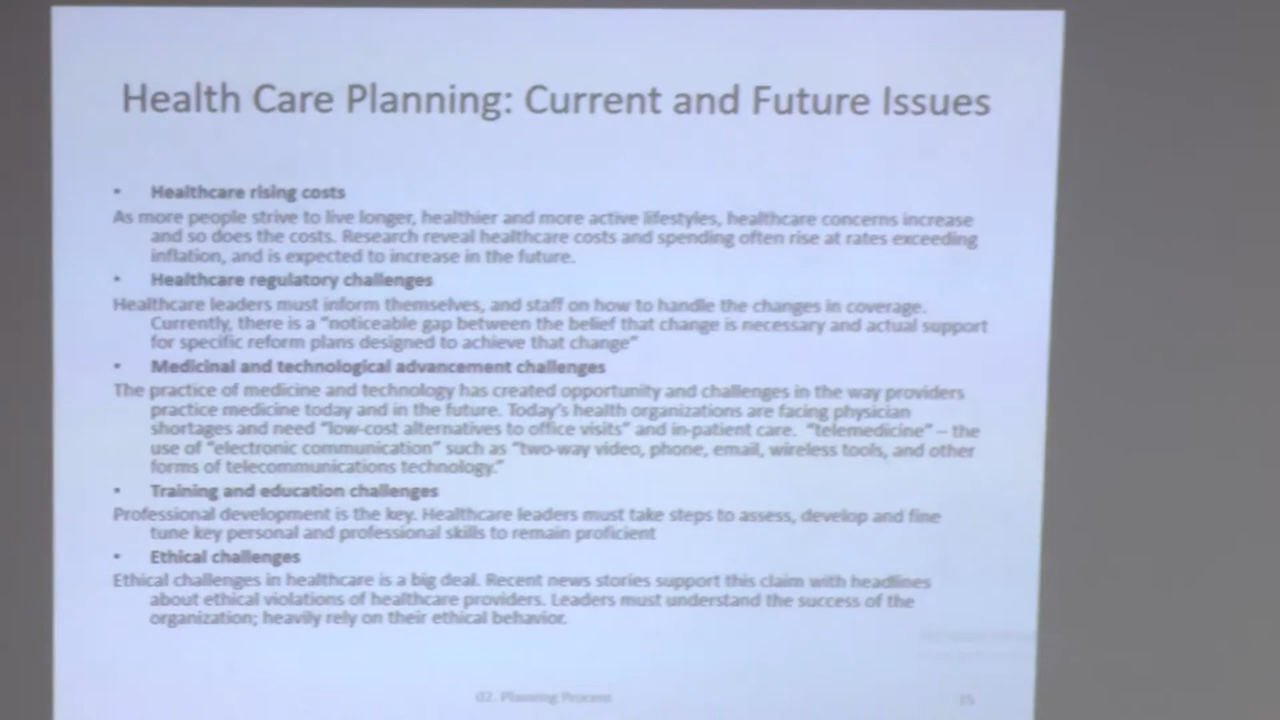 Health Care Planning: Current and Future Issues
• Healthcare rising costs
As more people strive to live longer, healthier and more active lifestyles, healthcare concerns increase
and so does the costs. Research reveal healthcare costs and spending often rise at rates exceeding
inflation, and is expected to increase in the future.
• Healthcare regulatory challenges
Healthcare leaders must inform themselves, and staff on how to handle the changes in coverage.
Currently, there is a "noticeable gap between the belief that change is necessary and actual support
for specific reform plans designed to achieve that change"
• Medicinal and technological advancement challenges
The practice of medicine and technology has created opportunity and challenges in the way providers
practice medicine today and in the future. Today's health organizations are facing physician
shortages and need "low-cost alternatives to office visits" and in-patient care. "telemedicine" – the
use of "electronic communication" such as "two-way video, phone, email, wireless tools, and other
forms of telecommunications technology."
• Training and education challenges
Professional development is the key. Healthcare leaders must take steps to assess, develop and fine
tune key personal and professional skills to remain proficient
• Ethical challenges
Ethical challenges in healthcare is a big deal. Recent news stories support this claim with headlines
about ethical violations of healthcare providers. Leaders must understand the success of the
organization; heavily rely on their ethical behavior.
02. Planning Process